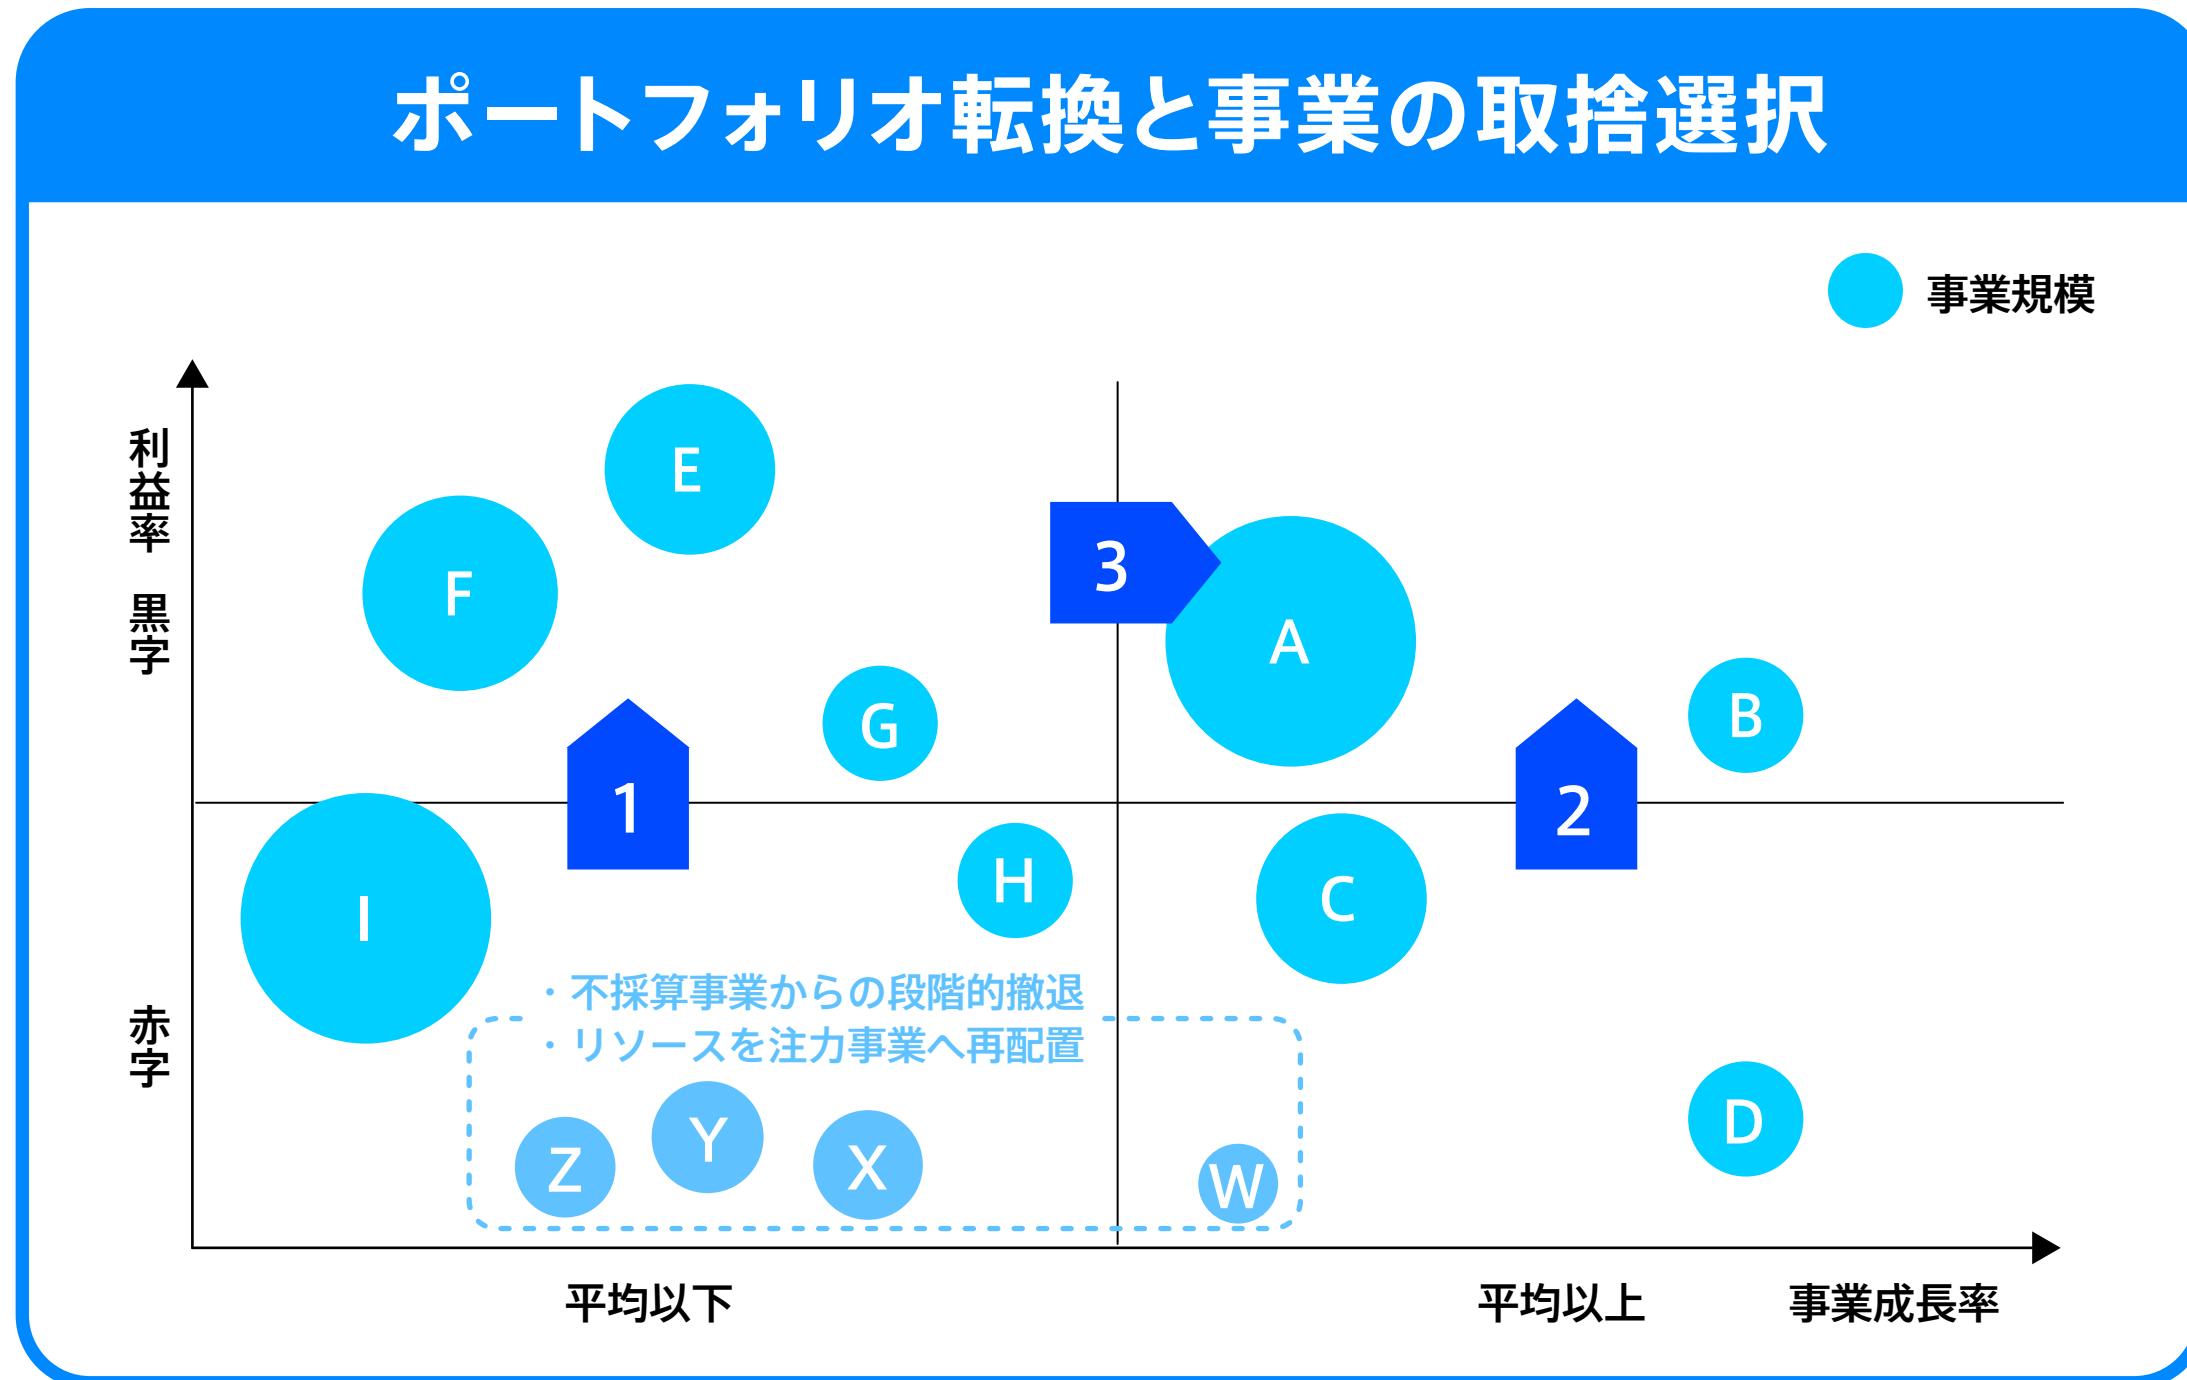 ポートフォリオ転換と事業の取捨選択
事業規模
利益率 黒字
赤字
E
F
3
A
G
B
1
2
I
H
C
・不採算事業からの段階的撤退
・リソースを注力事業へ再配置
Z
Y
X
W
D
平均以下
平均以上
事業成長率